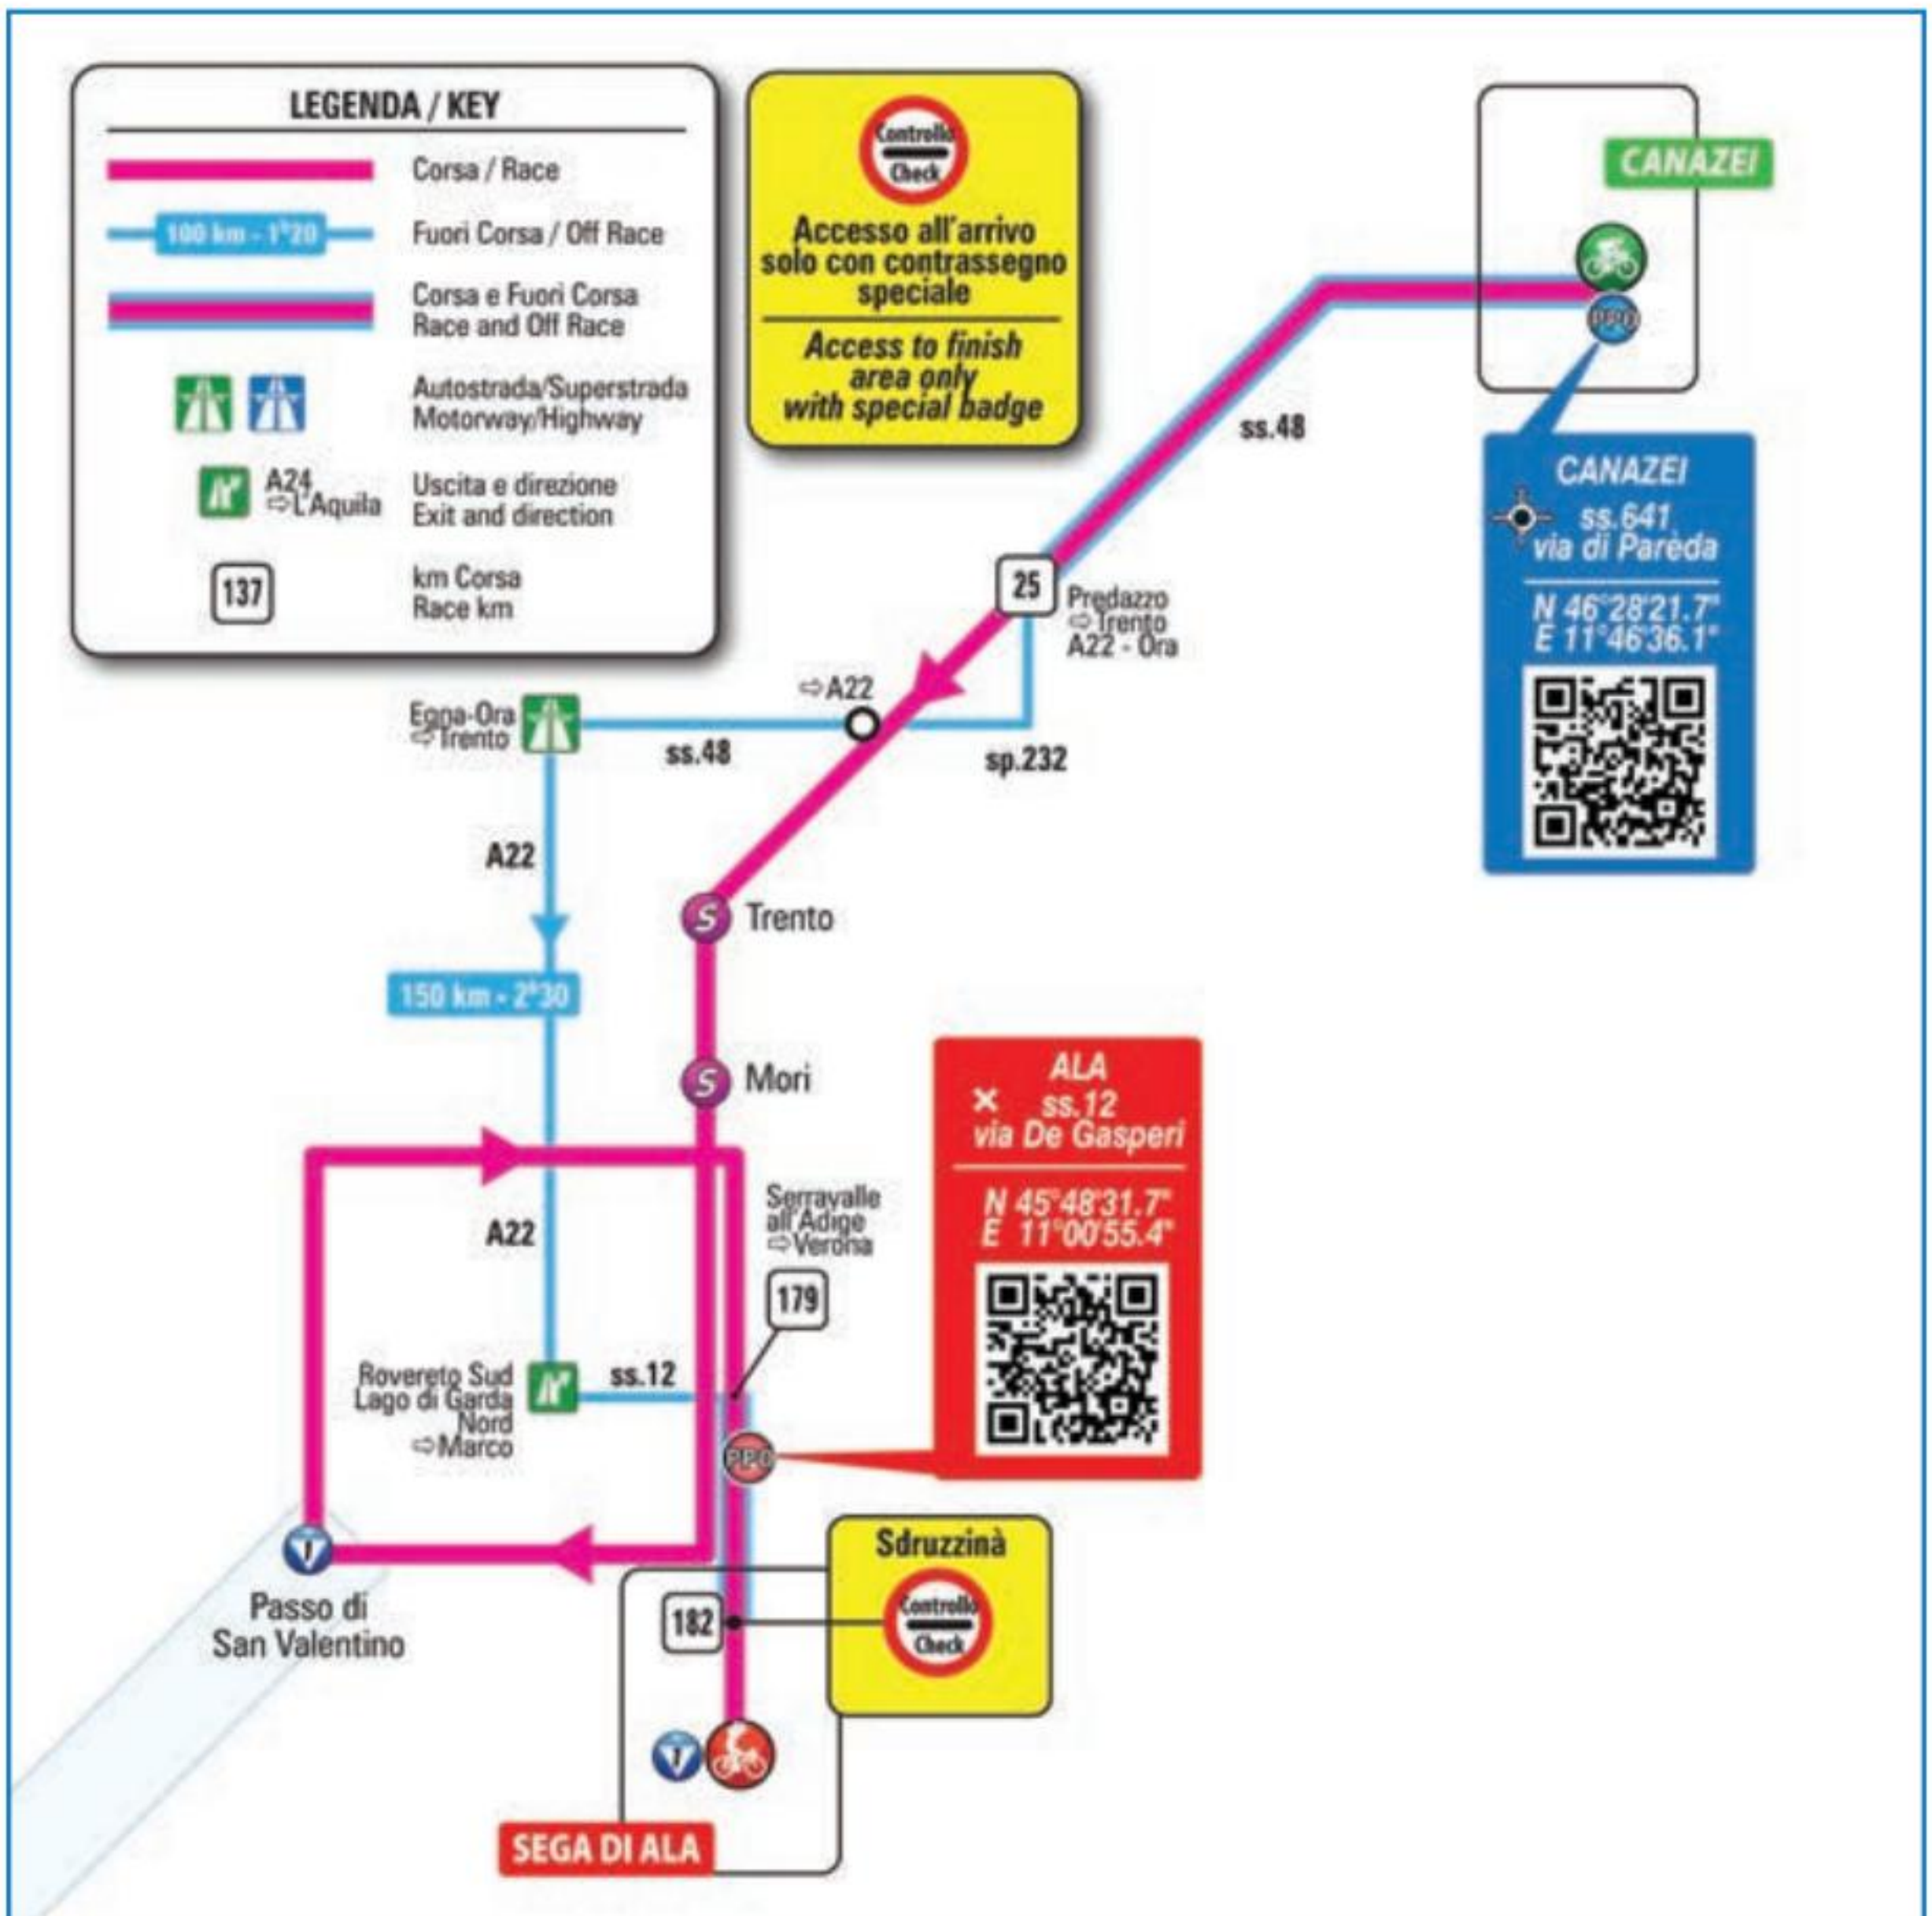 LEGENDA / KEY
Corsa / Race
100 km - 1h20
Fuori Corsa / Off Race
Corsa e Fuori Corsa
Race and Off Race
Autostrada/Superstrada
Motorway/Highway
A24
⇨L'Aquila
Uscita e direzione
Exit and direction
137
km Corsa
Race km
Controllo
Check
Accesso all'arrivo
solo con contrassegno
speciale
Access to finish
area only
with special badge
CANAZEI
PPO
ss.48
CANAZEI
ss.641
via di Parèda
N 46°28'21.7"
E 11°46'36.1"
25
Predazzo
⇨Trento
A22 - Ora
⇨A22
Egna-Ora
⇨Trento
ss.48
sp.232
A22
S
Trento
150 km - 2h30
S
Mori
ALA
ss.12
via De Gasperi
N 45°48'31.7"
E 11°00'55.4"
Serravalle
all'Adige
⇨Verona
A22
179
Rovereto Sud
Lago di Garda
Nord
⇨Marco
ss.12
PPO
Passo di
San Valentino
Sdruzzinà
182
Controllo
Check
SEGA DI ALA